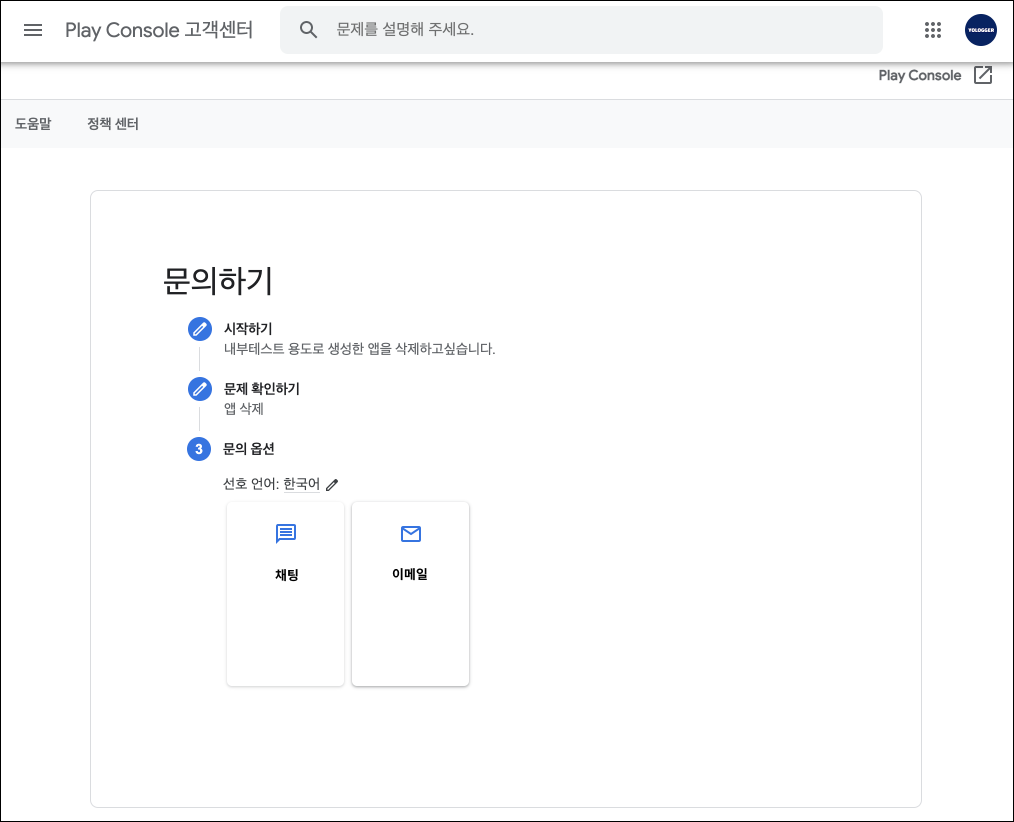 Play Console 고객센터
문제를 설명해 주세요.
YOLOGGER
Play Console
도움말
정책 센터
문의하기
시작하기
내부테스트 용도로 생성한 앱을 삭제하고싶습니다.
문제 확인하기
앱 삭제
3 문의 옵션
선호 언어: 한국어
채팅
이메일